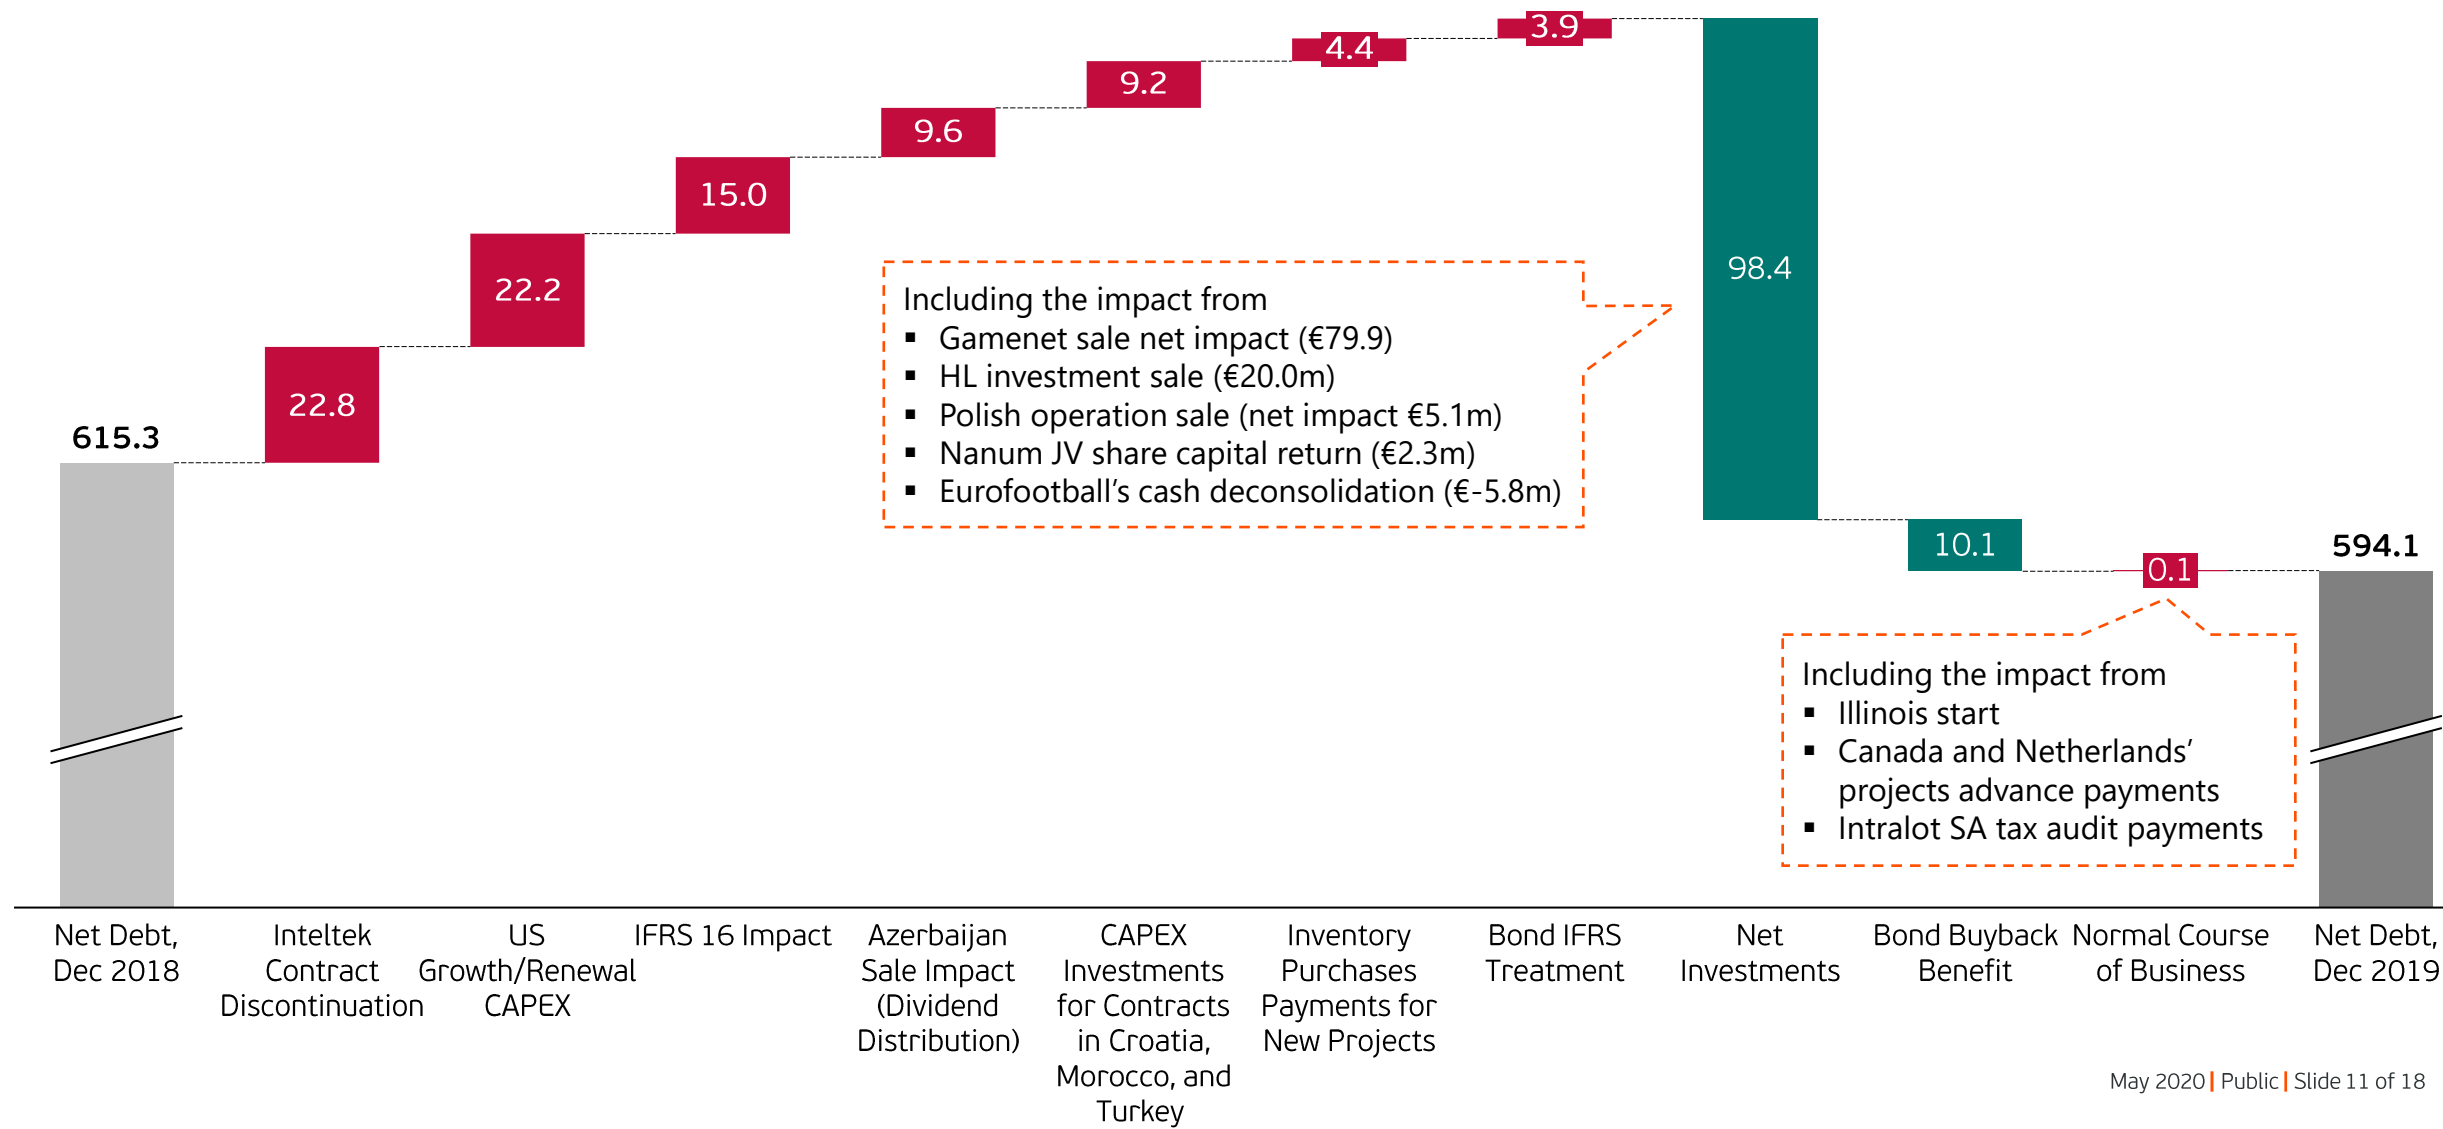 3.9
4.4
9.2
9.6
15.0
22.2
22.8
615.3
98.4
Including the impact from
▪ Gamenet sale net impact (€79.9)
▪ HL investment sale (€20.0m)
▪ Polish operation sale (net impact €5.1m)
▪ Nanum JV share capital return (€2.3m)
▪ Eurofootball’s cash deconsolidation (€-5.8m)
10.1
0.1
594.1
Including the impact from
▪ Illinois start
▪ Canada and Netherlands’
projects advance payments
▪ Intralot SA tax audit payments
Net Debt,
Dec 2018
Inteltek
Contract
Discontinuation
US
Growth/Renewal
CAPEX
IFRS 16 Impact
Azerbaijan
Sale Impact
(Dividend
Distribution)
CAPEX
Investments
for Contracts
in Croatia,
Morocco, and
Turkey
Inventory
Purchases
Payments for
New Projects
Bond IFRS
Treatment
Net
Investments
Bond Buyback
Benefit
Normal Course
of Business
Net Debt,
Dec 2019
May 2020 | Public | Slide 11 of 18